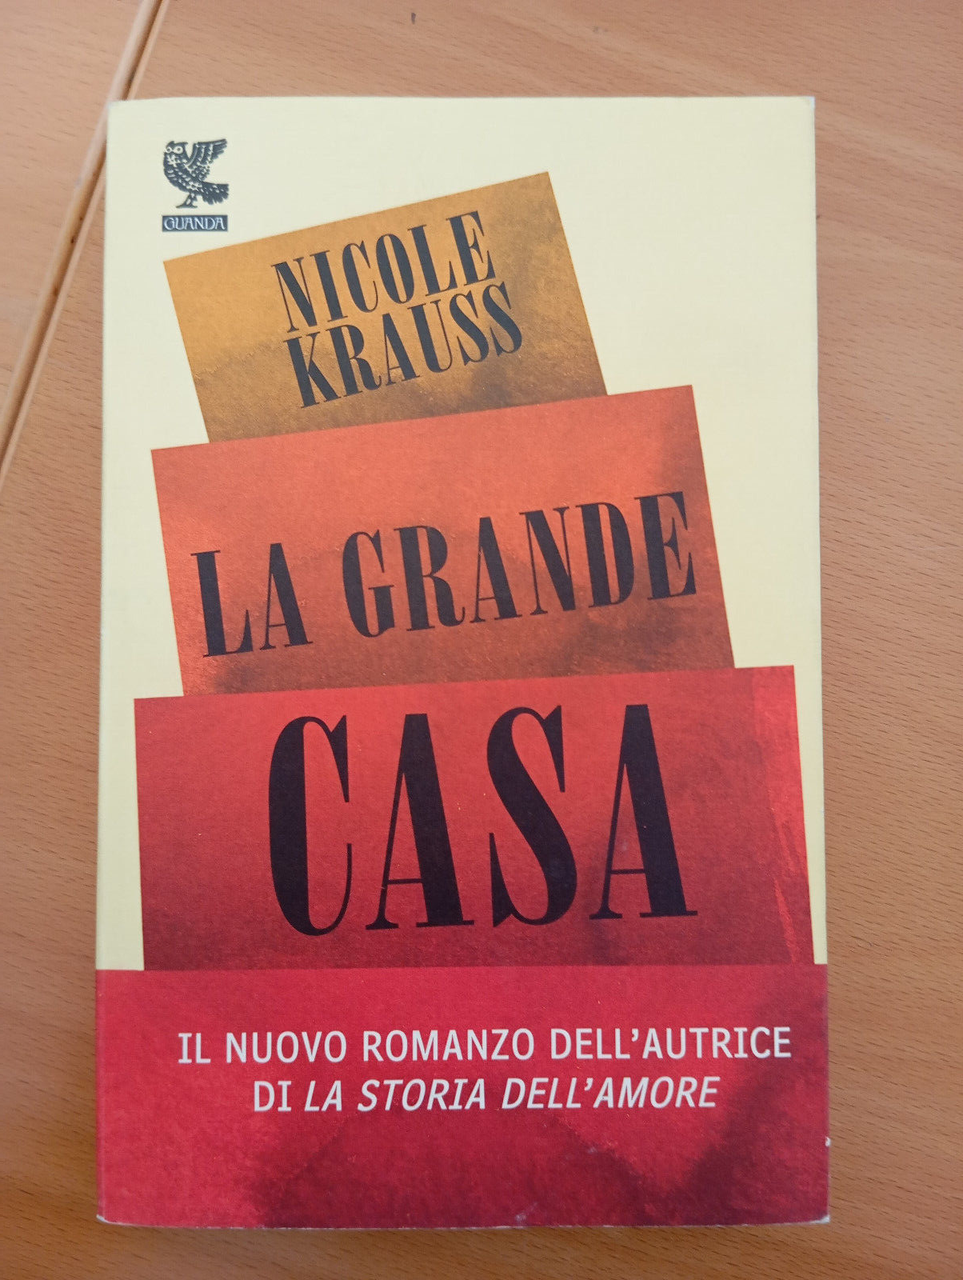 GUANDA
NICOLE
KRAUSS
LA GRANDE
CASA
IL NUOVO ROMANZO DELL'AUTRICE
DI LA STORIA DELL'AMORE